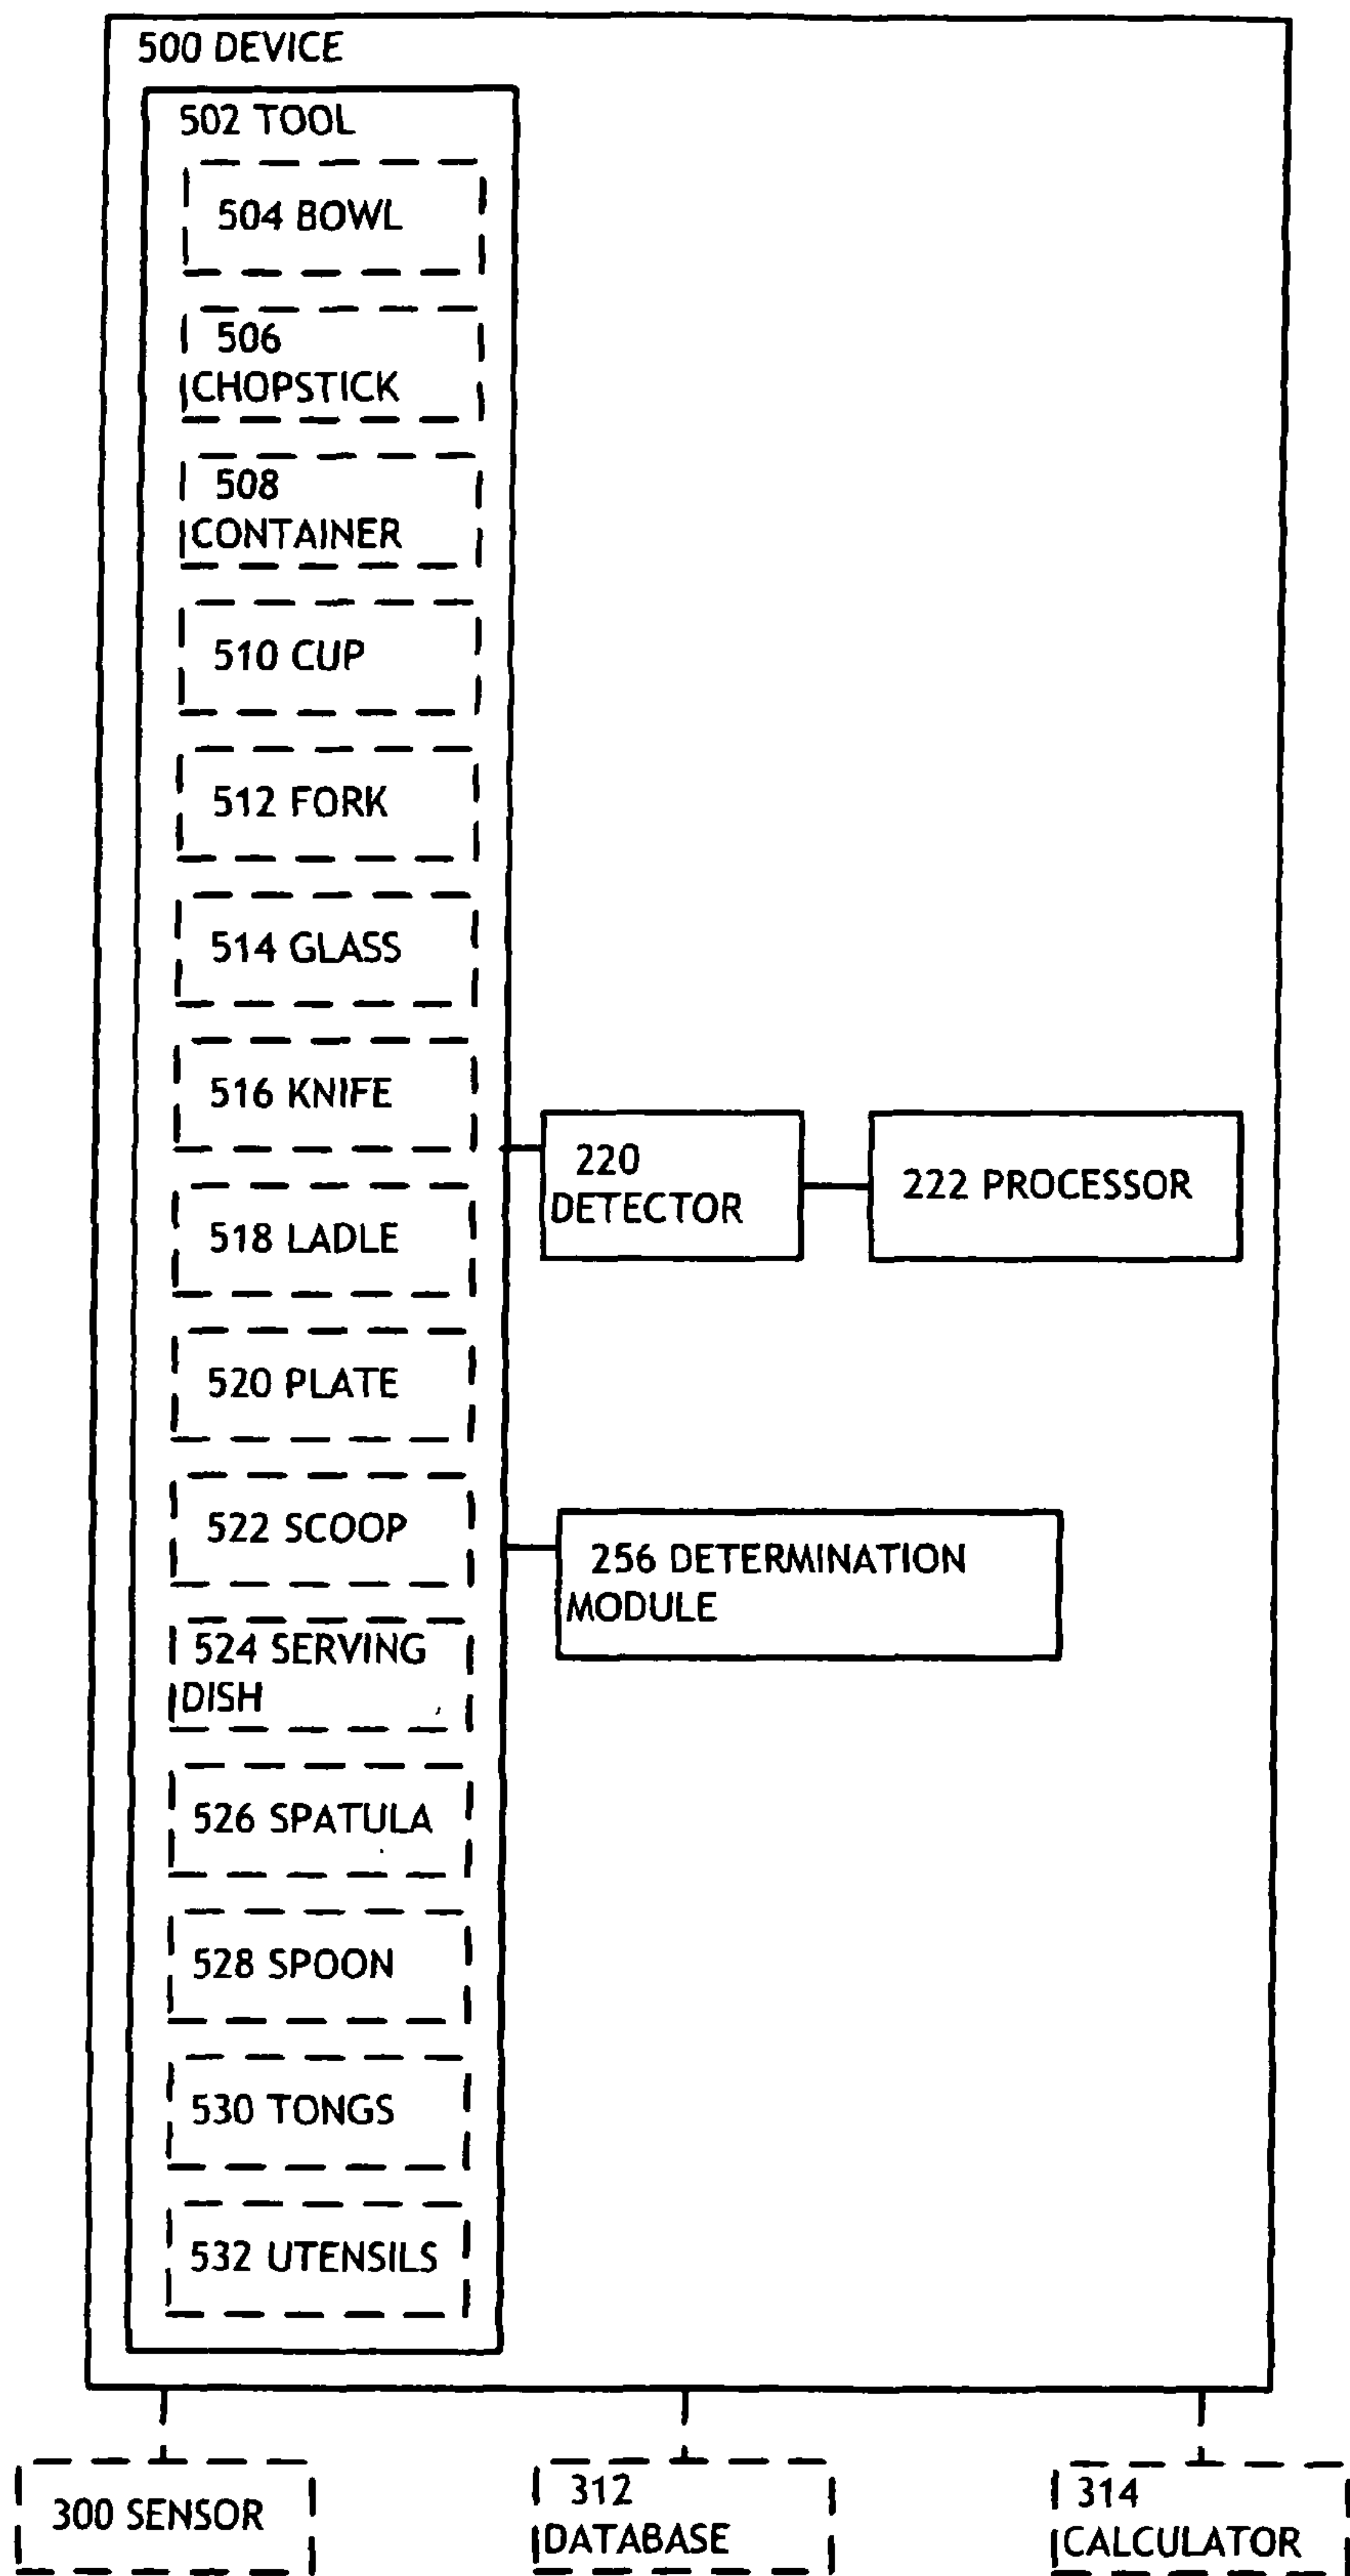 500 DEVICE
502 TOOL
504 BOWL
506
CHOPSTICK
508
CONTAINER
510 CUP
512 FORK
514 GLASS
516 KNIFE
518 LADLE
520 PLATE
522 SCOOP
524 SERVING
DISH
526 SPATULA
528 SPOON
530 TONGS
532 UTENSILS
220
DETECTOR
222 PROCESSOR
256 DETERMINATION
MODULE
300 SENSOR
312
DATABASE
314
CALCULATOR